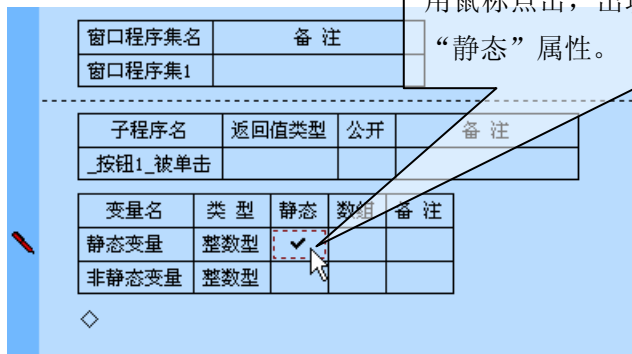 用鼠标点击，出现
“静态”属性。
窗口程序集名 备 注
窗口程序集1
子程序名 返回值类型 公开 备 注
_按钮1_被单击
变量名 类 型 静态 数组 备 注
静态变量 整数型 ✔
非静态变量 整数型